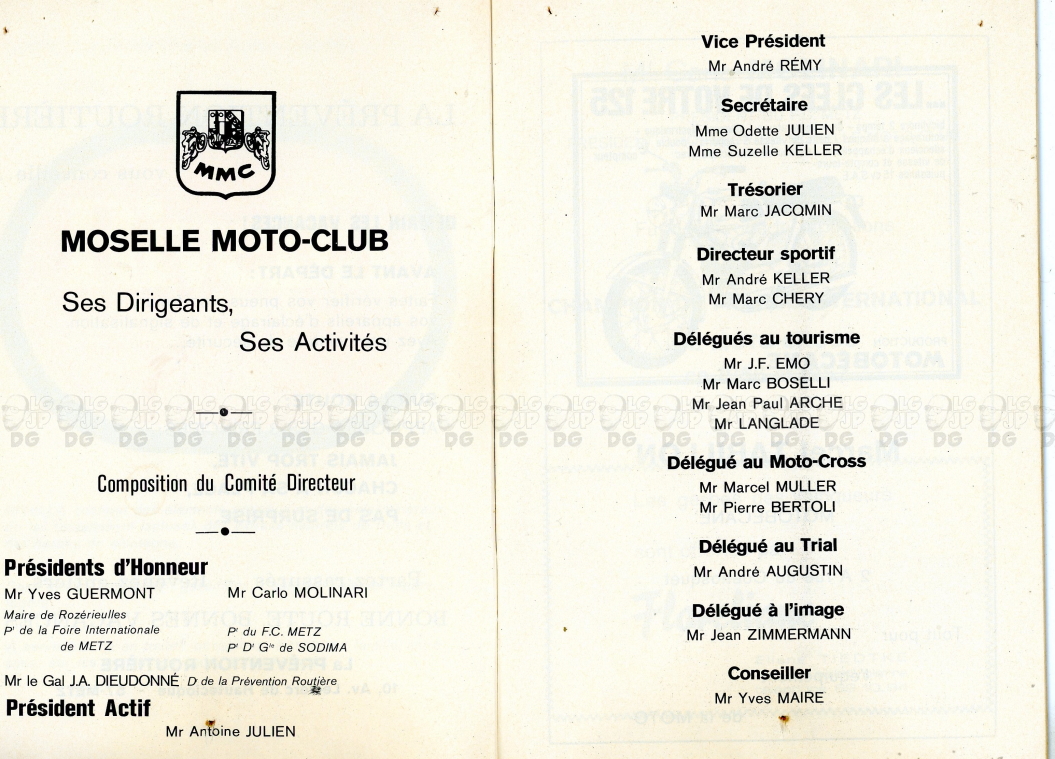 MMC
MOSELLE MOTO-CLUB
Ses Dirigeants,
Ses Activités
Composition du Comité Directeur
Présidents d'Honneur
Mr Yves GUERMONT
Maire de Rozérieulles
Pt de la Foire Internationale
de METZ
Mr Carlo MOLINARI
Pt du F.C. METZ
Pt Dt Gle de SODIMA
Mr le Gal J.A. DIEUDONNÉ Dr de la Prévention Routière
Président Actif
Mr Antoine JULIEN
Vice Président
Mr André RÉMY
Secrétaire
Mme Odette JULIEN
Mme Suzelle KELLER
Trésorier
Mr Marc JACQMIN
Directeur sportif
Mr André KELLER
Mr Marc CHERY
Délégués au tourisme
Mr J.F. EMO
Mr Marc BOSELLI
Mr Jean Paul ARCHE
Mr LANGLADE
Délégué au Moto-Cross
Mr Marcel MULLER
Mr Pierre BERTOLI
Délégué au Trial
Mr André AUGUSTIN
Délégué à l'image
Mr Jean ZIMMERMANN
Conseiller
Mr Yves MAIRE